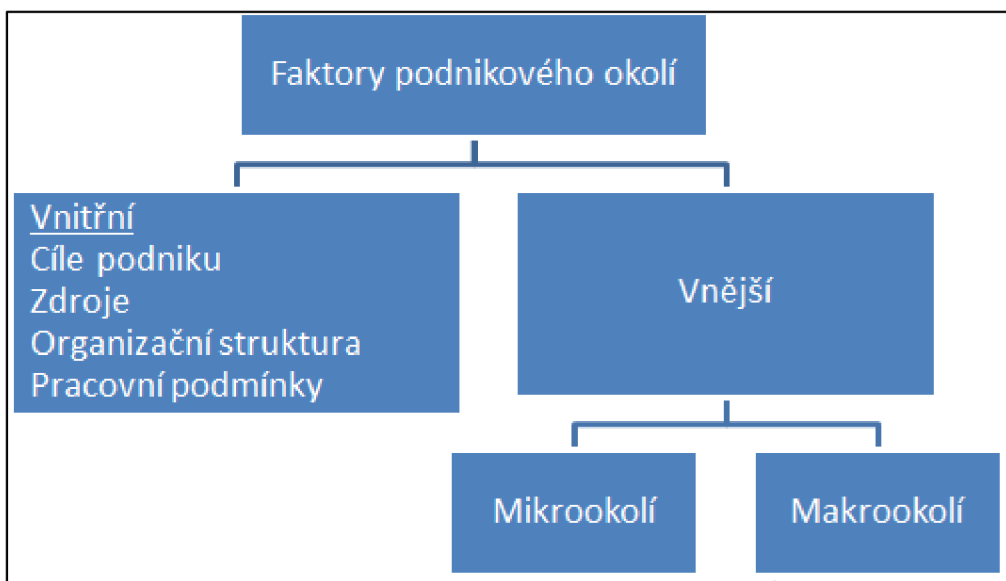 Faktory podnikového okolí
Vnitřní
Cíle podniku
Zdroje
Organizační struktura
Pracovní podmínky
Vnější
Mikrookolí
Makrookolí